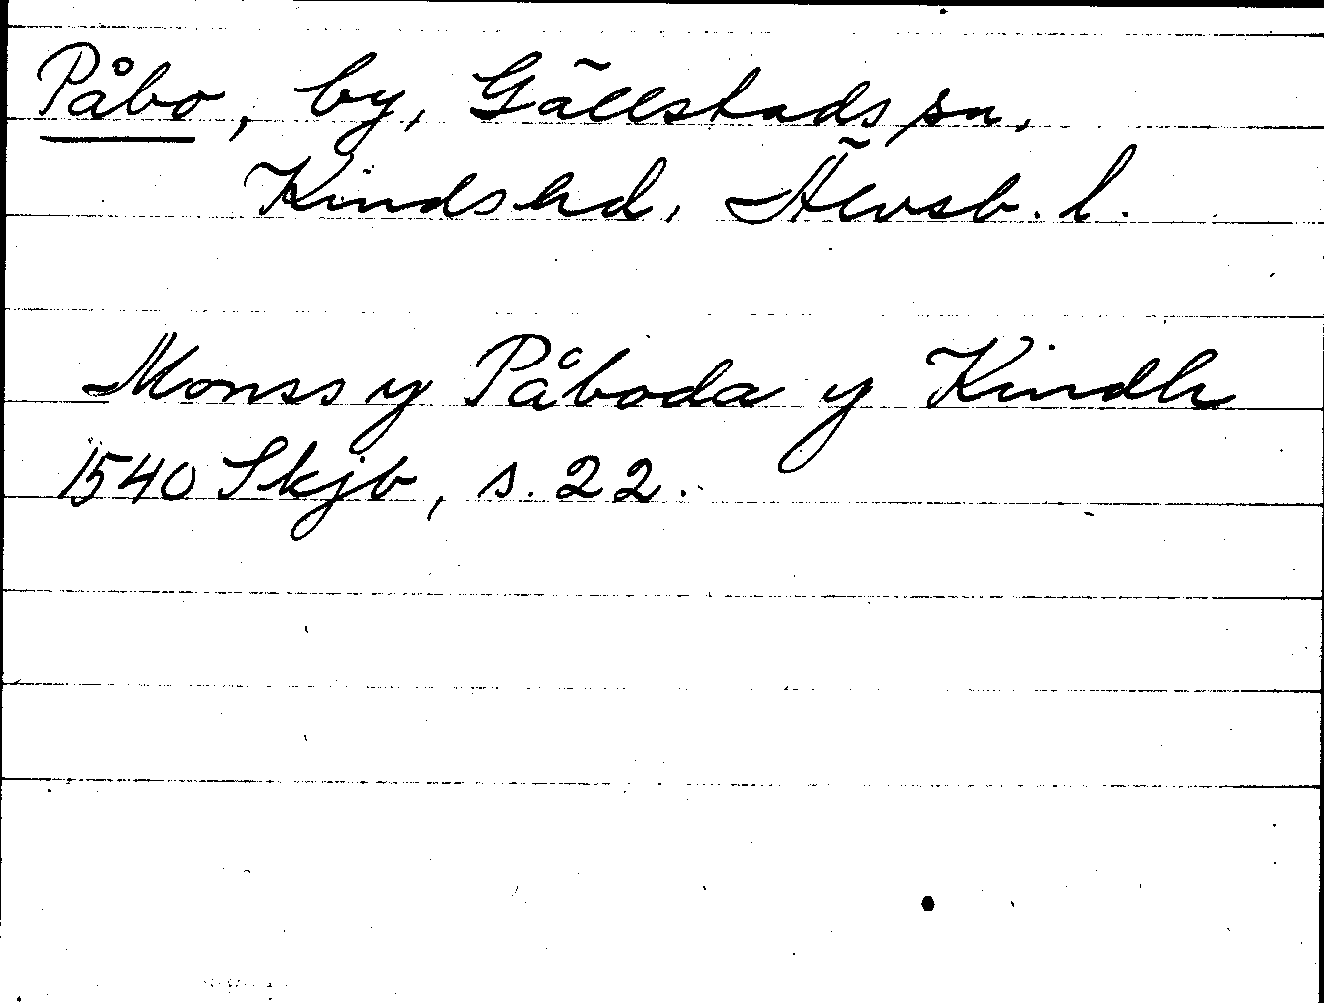 Påbo, by, Gällstads sn,
Kinds hd, Älvsb. l.
Monss y Påboda y Kindh
1540 Skjb, s. 22.